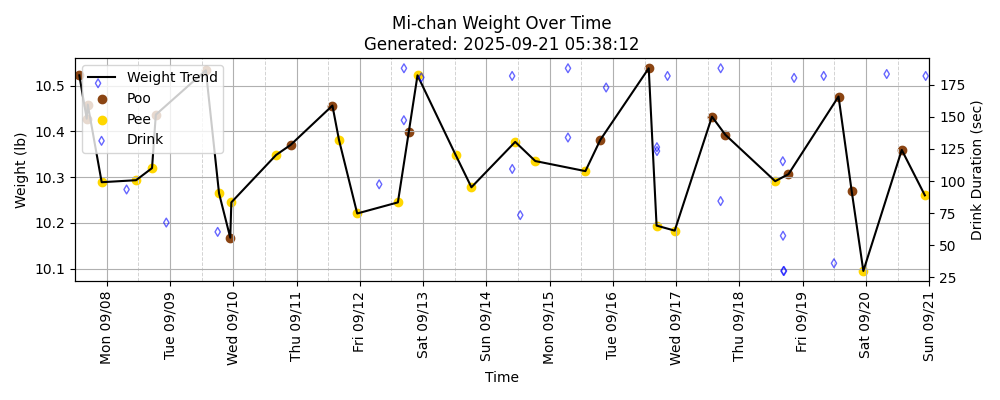 Mi-chan Weight Over Time
Generated: 2025-09-21 05:38:12
Weight (lb)
10.5
10.4
10.3
10.2
10.1
Weight Trend
Poo
Pee
Drink
175
150
125
100
75
50
25
Drink Duration (sec)
Mon 09/08
Tue 09/09
Wed 09/10
Thu 09/11
Fri 09/12
Sat 09/13
Sun 09/14
Mon 09/15
Tue 09/16
Wed 09/17
Thu 09/18
Fri 09/19
Sat 09/20
Sun 09/21
Time